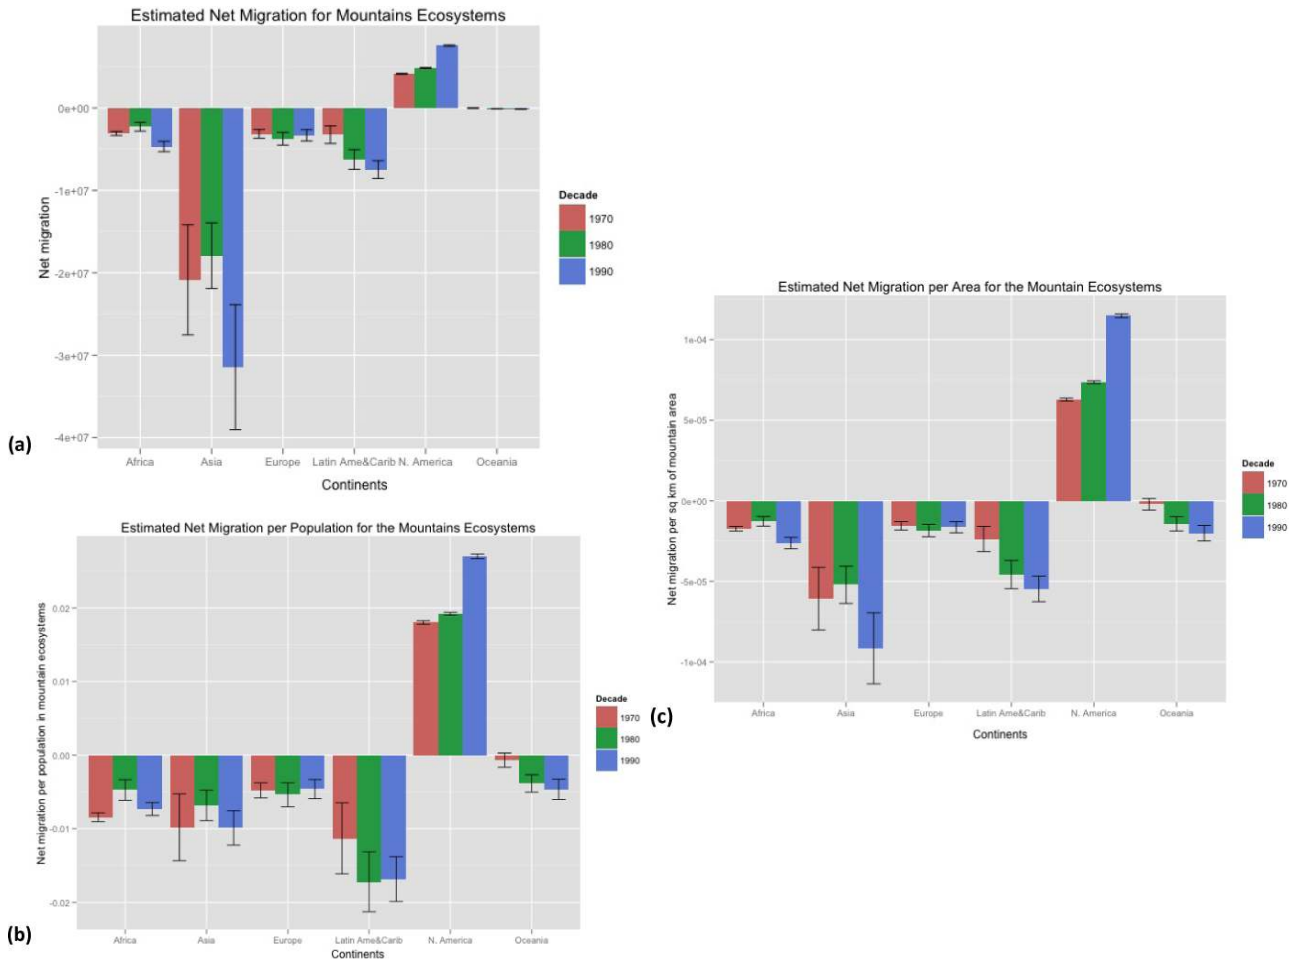 Estimated Net Migration for Mountains Ecosystems
0e+00
-1e+07
-2e+07
-3e+07
-4e+07
Net migration
Africa Asia Europe Latin Ame&Carib N. America Oceania
Continents
Decade
1970
1980
1990
(a)
Estimated Net Migration per Population for the Mountains Ecosystems
0.02
0.01
0.00
-0.01
-0.02
Net migration per population in mountain ecosystems
Africa Asia Europe Latin Ame&Carib N. America Oceania
Continents
Decade
1970
1980
1990
(b)
Estimated Net Migration per Area for the Mountain Ecosystems
1e-04
5e-05
0e+00
-5e-05
-1e-04
Net migration per sq km of mountain area
Africa Asia Europe Latin Ame&Carib N. America Oceania
Continents
Decade
1970
1980
1990
(c)